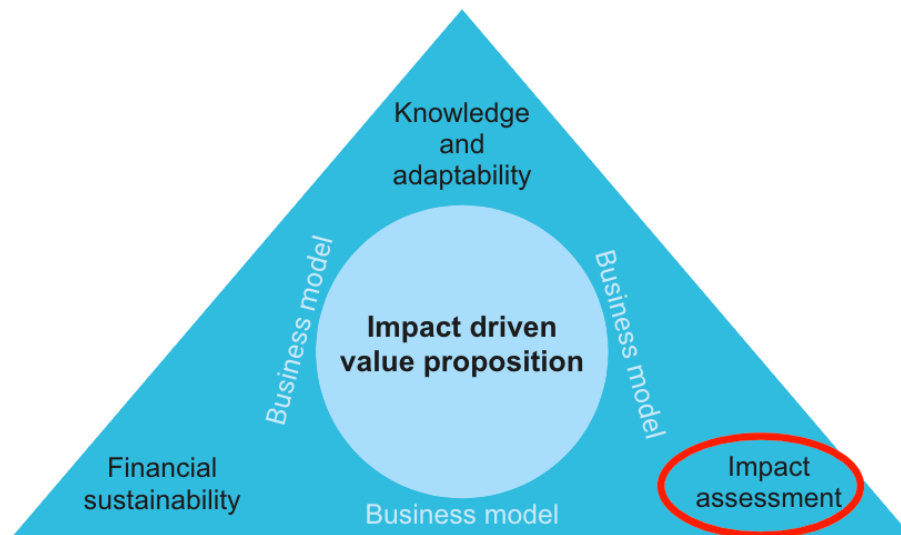 Knowledge
and
adaptability
Business model
Business model
Impact driven
value proposition
Financial
sustainability
Impact
assessment
Business model